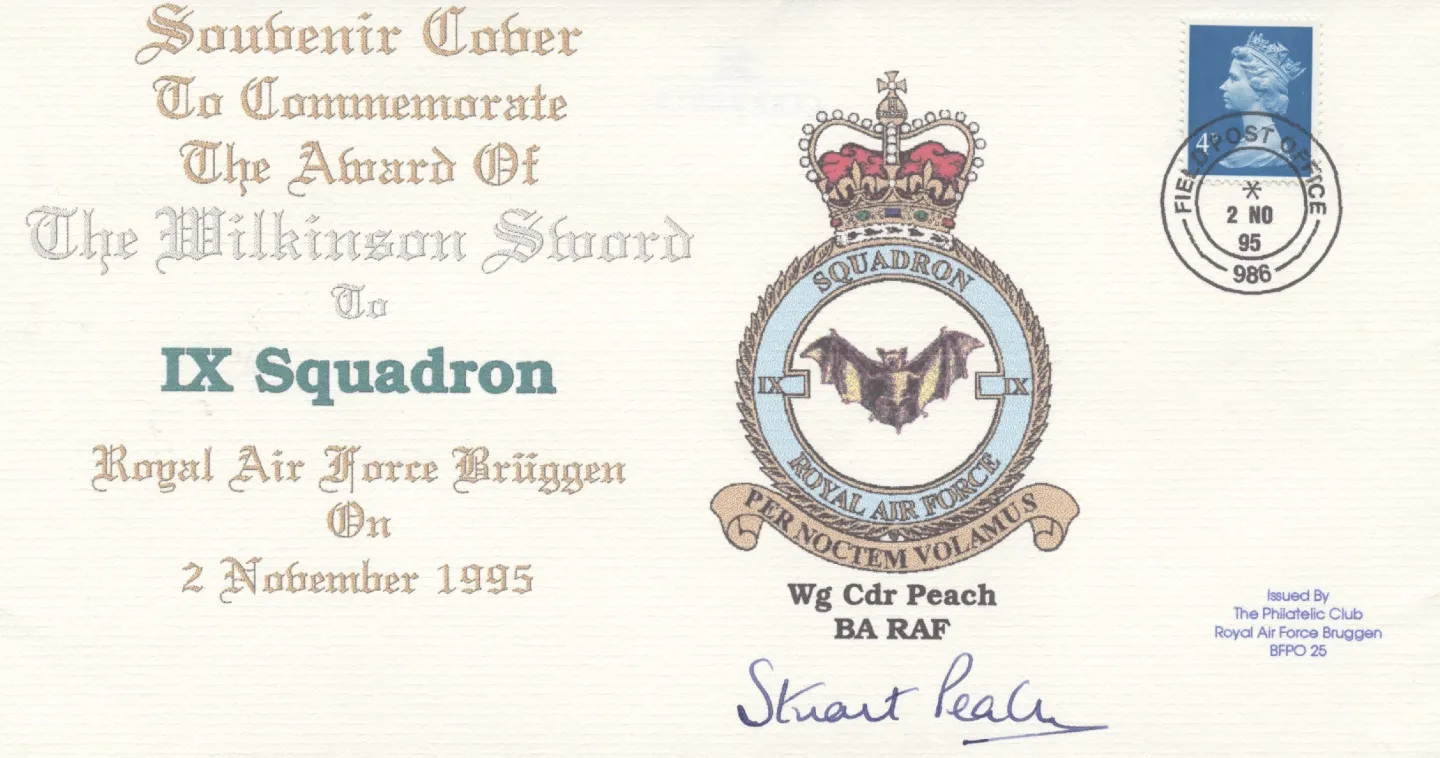 Souvenir Cover
To Commemorate
The Award Of
The Wilkinson Sword
To
IX Squadron
Royal Air Force Brüggen
On
2 November 1995
SQUADRON
IX IX
ROYAL AIR FORCE
PER NOCTEM VOLAMUS
Wg Cdr Peach
BA RAF
Stuart Peach
4P
FIELD POST OFFICE
2 NO
95
986
Issued By
The Philatelic Club
Royal Air Force Bruggen
BFPO 25